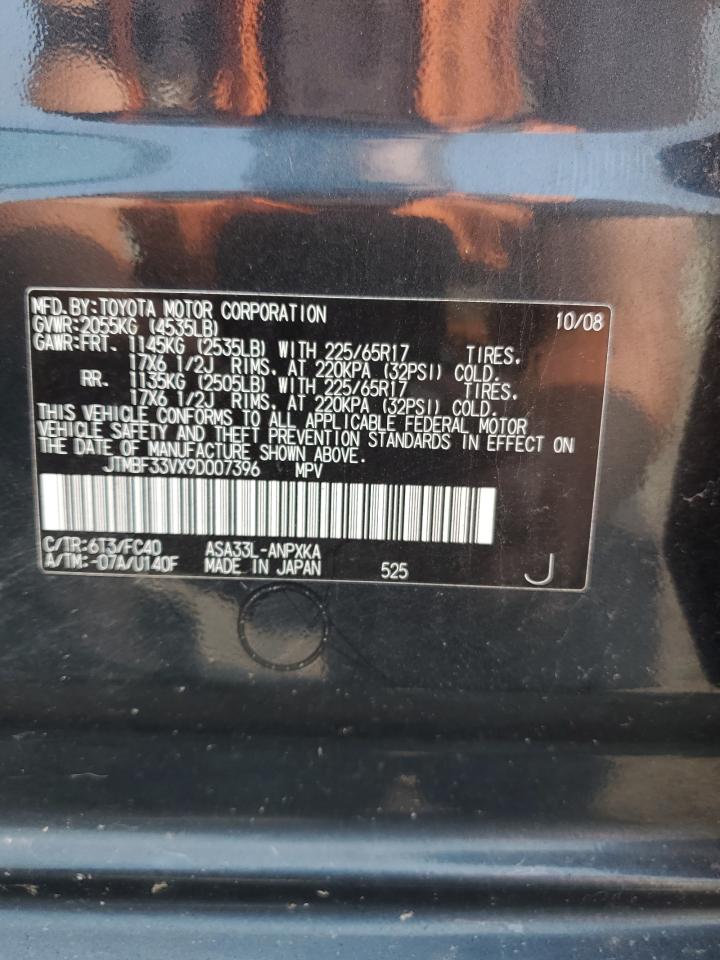 MFD. BY: TOYOTA MOTOR CORPORATION 10/08
GVWR: 2055KG (4535LB)
GAWR: FRT. 1145KG (2535LB) WITH 225/65R17 TIRES,
17X6 1/2J RIMS, AT 220KPA (32PSI) COLD.
RR. 1135KG (2505LB) WITH 225/65R17 TIRES,
17X6 1/2J RIMS, AT 220KPA (32PSI) COLD.
THIS VEHICLE CONFORMS TO ALL APPLICABLE FEDERAL MOTOR
VEHICLE SAFETY AND THEFT PREVENTION STANDARDS IN EFFECT ON
THE DATE OF MANUFACTURE SHOWN ABOVE.
JTMBF33VX9D007396 MPV
C/TR: 6T3/FC40 ASA33L-ANPXKA
A/TM: -07A/U140F MADE IN JAPAN 525 J